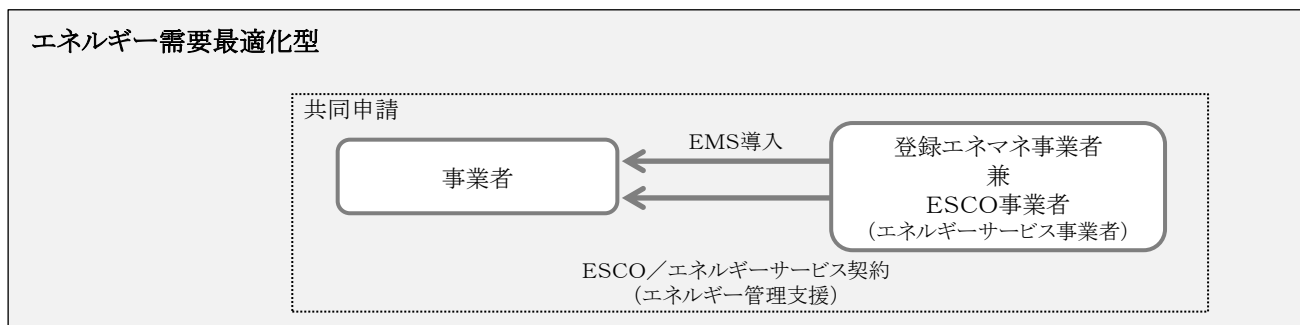 エネルギー需要最適化型
共同申請
事業者
EMS導入
登録エネマネ事業者
兼
ESCO事業者
（エネルギーサービス事業者）
ESCO／エネルギーサービス契約
（エネルギー管理支援）